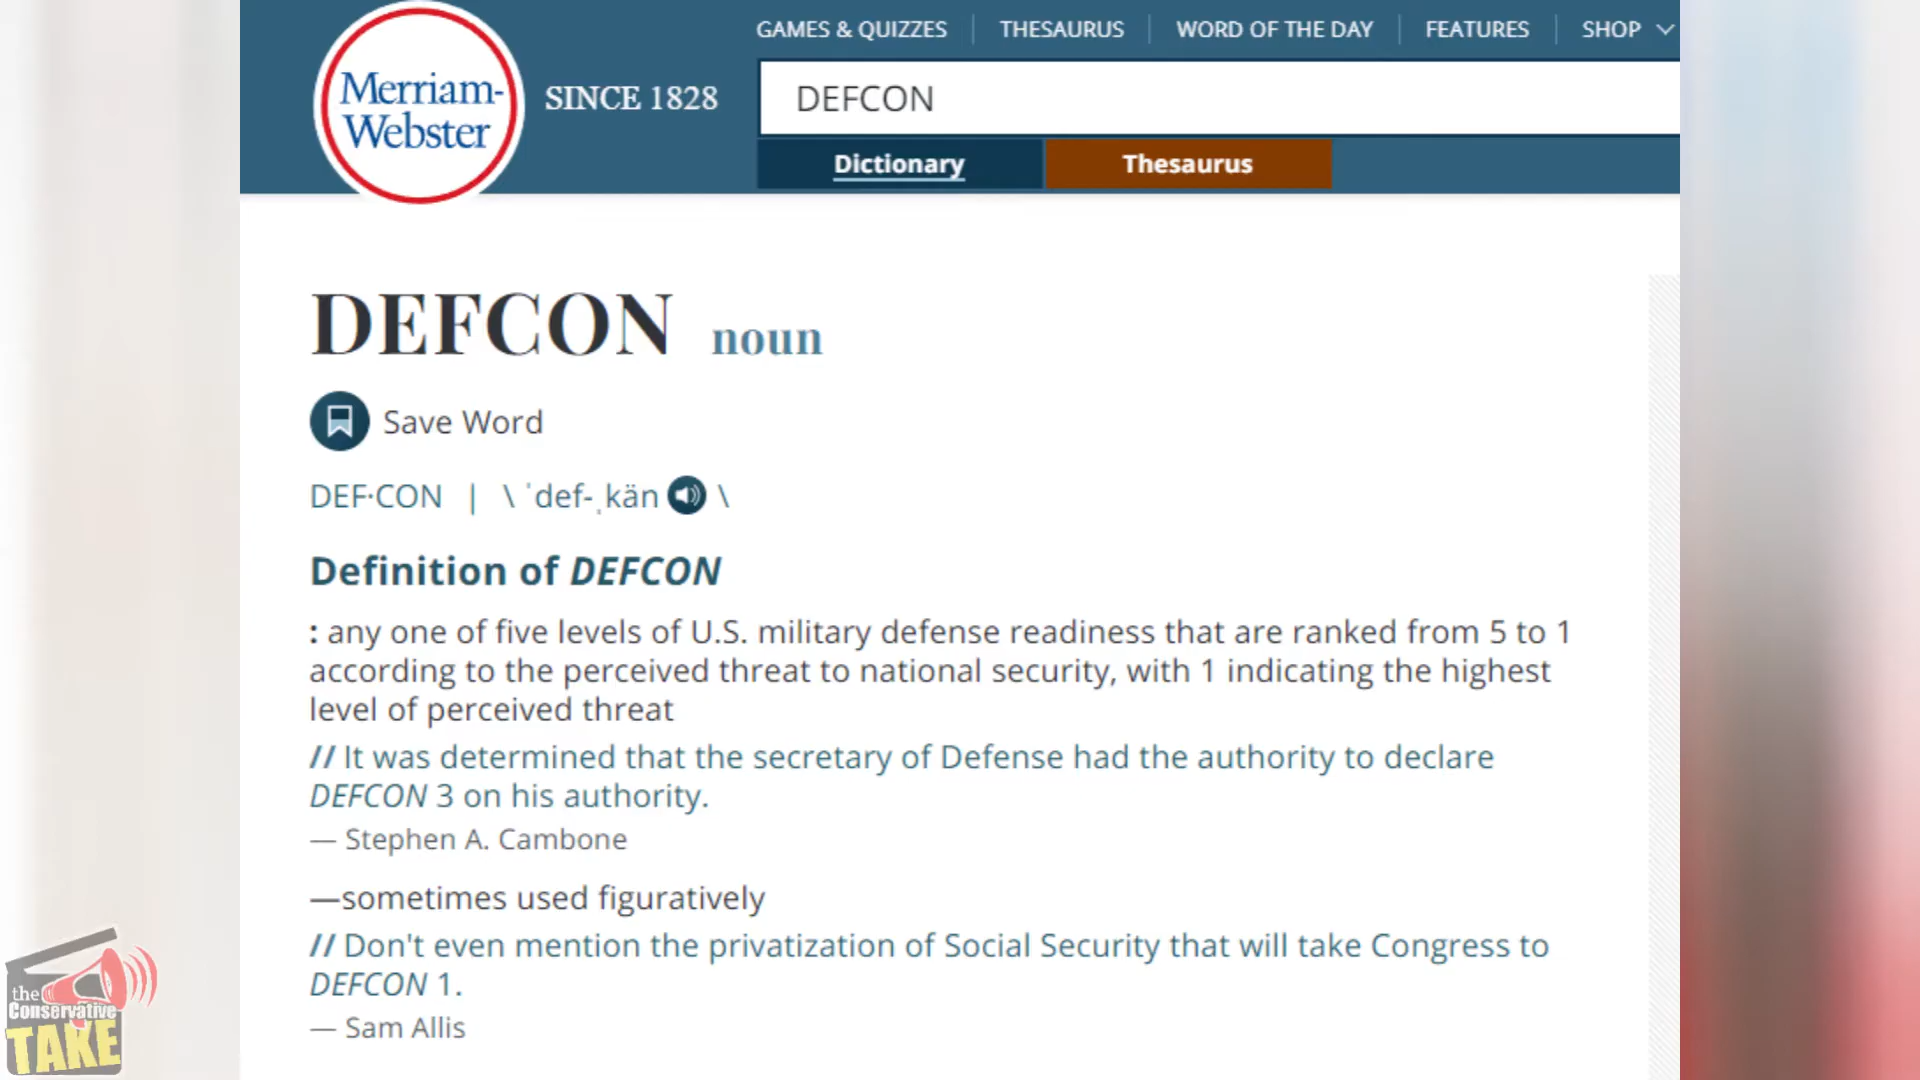 GAMES & QUIZZES THESAURUS WORD OF THE DAY FEATURES SHOP
Merriam-
Webster
SINCE 1828
DEFCON
Dictionary Thesaurus
DEFCON noun
Save Word
DEF·CON | \ ˈdef-ˌkän \
Definition of DEFCON
: any one of five levels of U.S. military defense readiness that are ranked from 5 to 1
according to the perceived threat to national security, with 1 indicating the highest
level of perceived threat
// It was determined that the secretary of Defense had the authority to declare
DEFCON 3 on his authority.
— Stephen A. Cambone
—sometimes used figuratively
// Don't even mention the privatization of Social Security that will take Congress to
DEFCON 1.
— Sam Allis
the
Conservative
TAKE